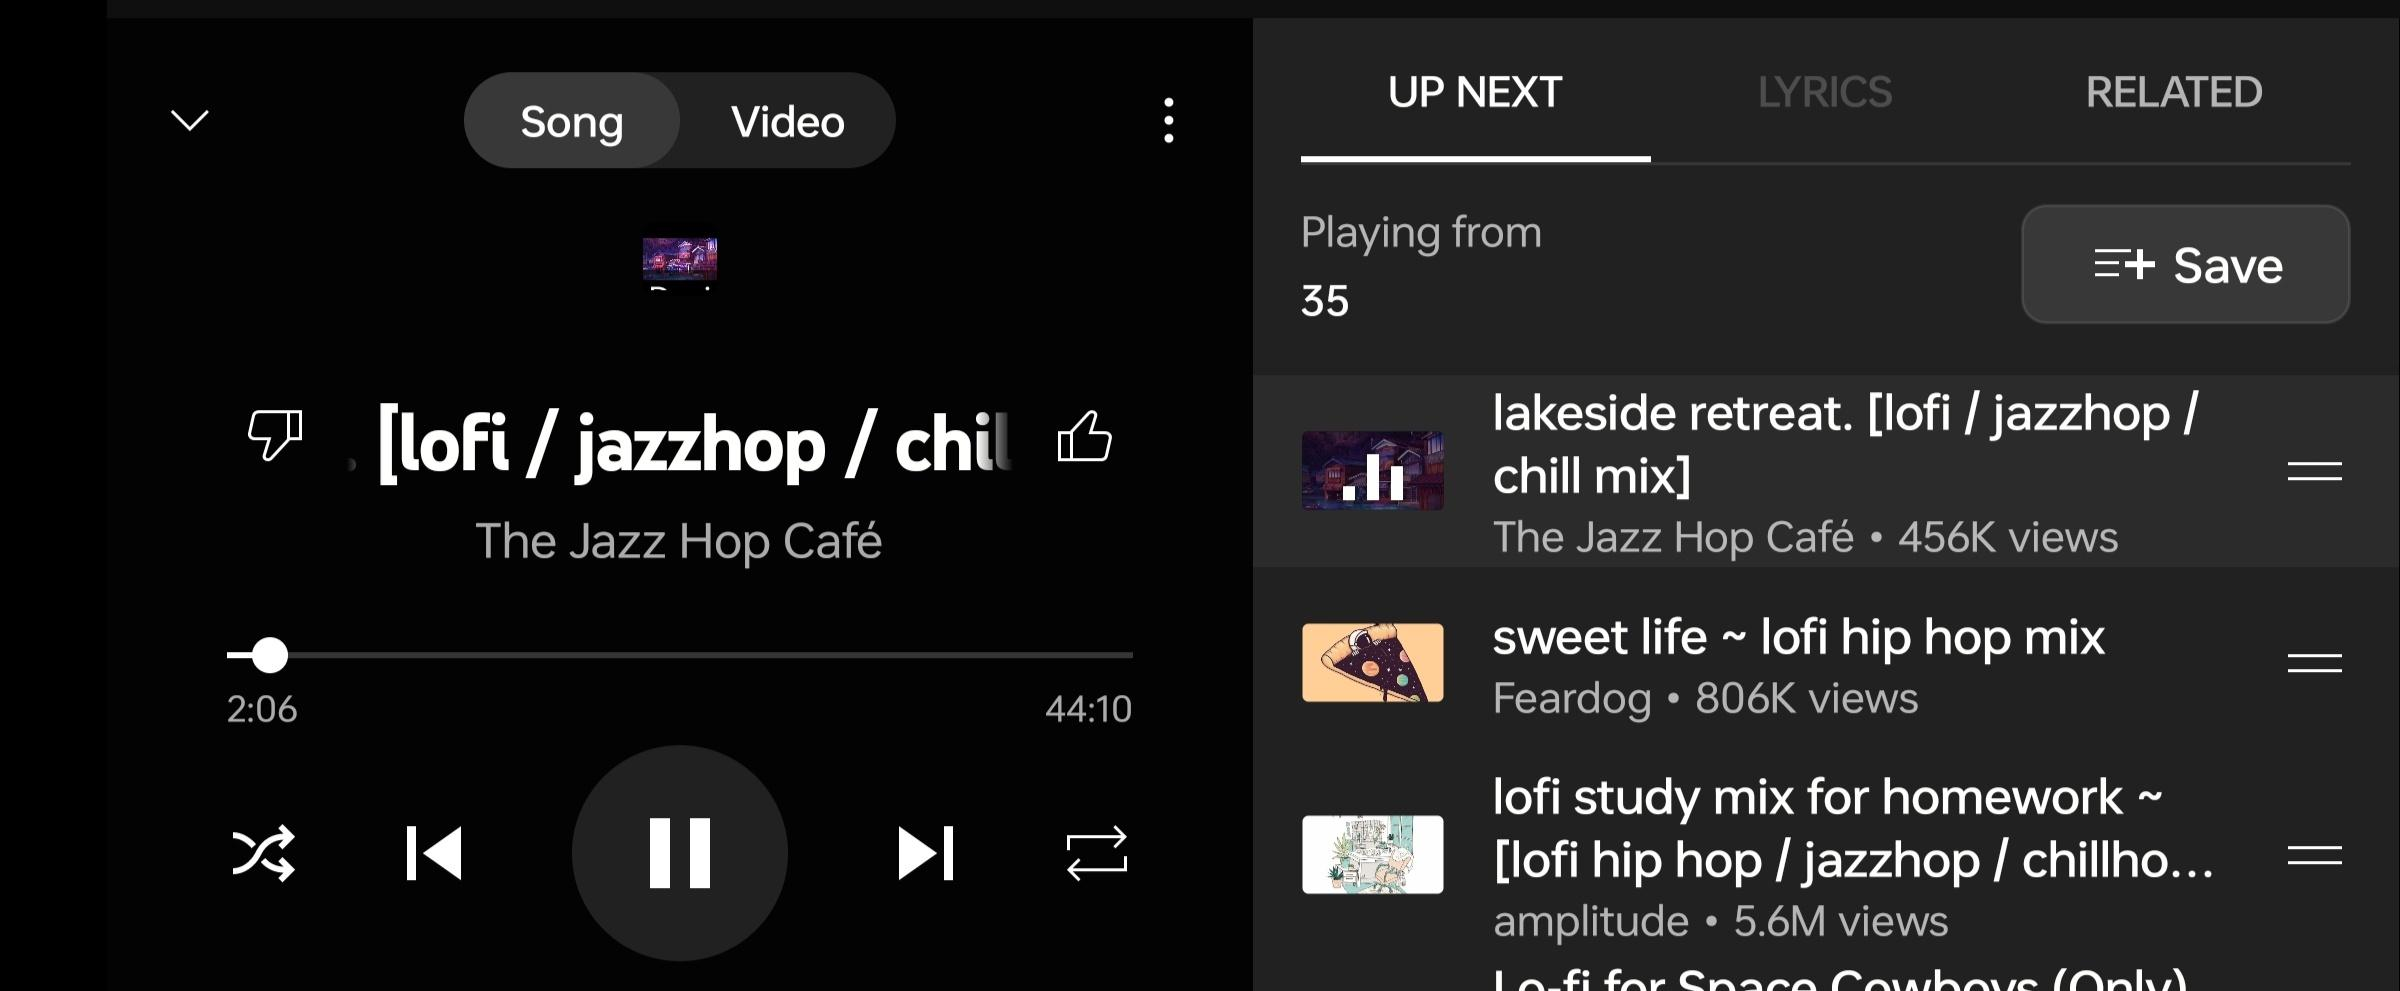 Song
Video
. [lofi / jazzhop / chil
The Jazz Hop Café
2:06
44:10
UP NEXT
LYRICS
RELATED
Playing from
35
Save
lakeside retreat. [lofi / jazzhop /
chill mix]
The Jazz Hop Café • 456K views
sweet life ~ lofi hip hop mix
Feardog • 806K views
lofi study mix for homework ~
[lofi hip hop / jazzhop / chillho...
amplitude • 5.6M views
Lo-fi for Space Cowboys (Only)